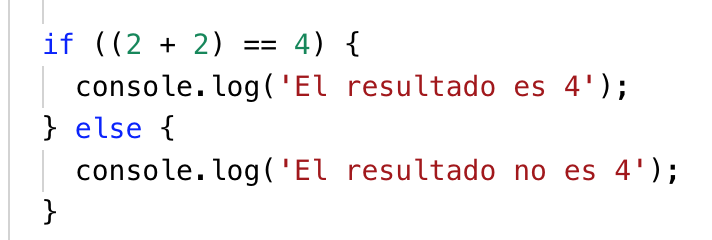 if ((2 + 2) == 4) {
  console.log('El resultado es 4');
} else {
  console.log('El resultado no es 4');
}